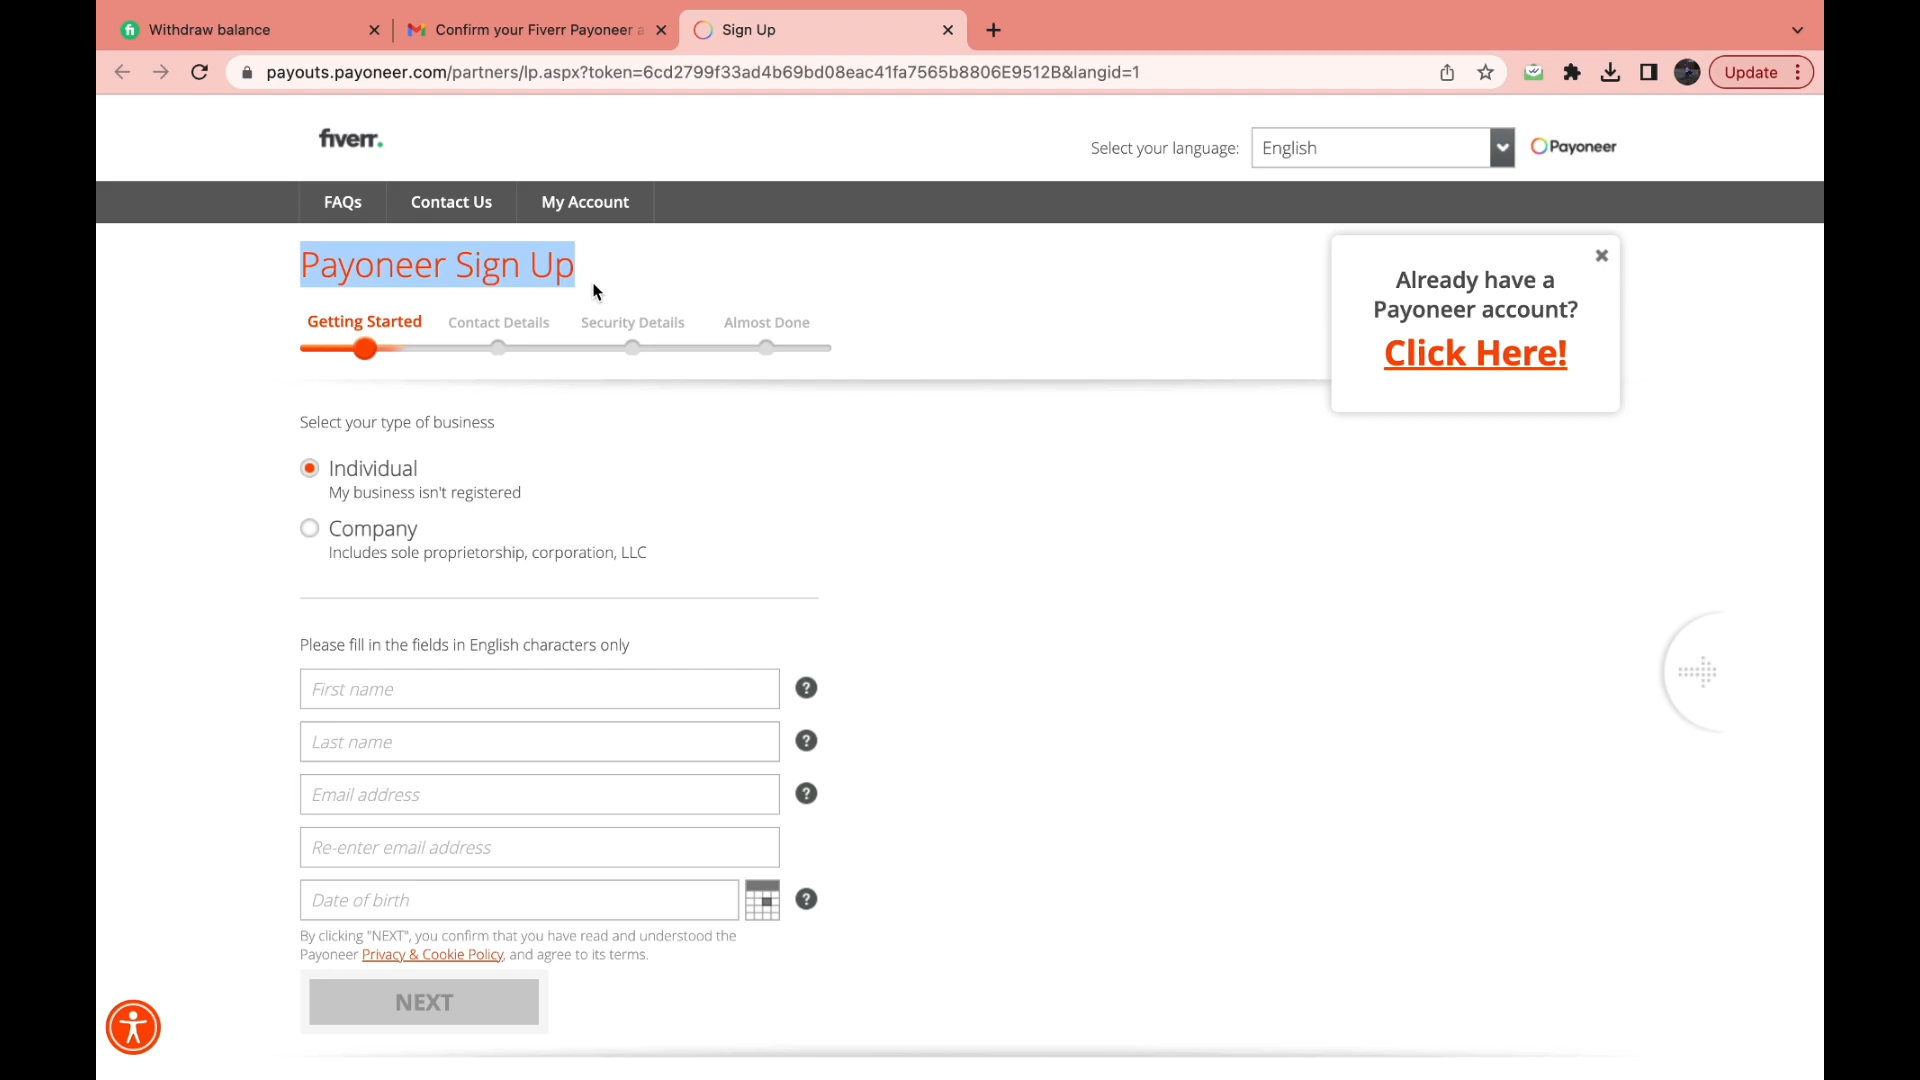 Withdraw balance
Confirm your Fiverr Payoneer a
Sign Up
payouts.payoneer.com/partners/lp.aspx?token=6cd2799f33ad4b69bd08eac41fa7565b8806E9512B&langid=1
Update
fiverr.
Select your language:
English
Payoneer
FAQs
Contact Us
My Account
Payoneer Sign Up
Getting Started
Contact Details
Security Details
Almost Done
Already have a
Payoneer account?
Click Here!
Select your type of business
Individual
My business isn't registered
Company
Includes sole proprietorship, corporation, LLC
Please fill in the fields in English characters only
First name
?
Last name
?
Email address
?
Re-enter email address
Date of birth
?
By clicking "NEXT", you confirm that you have read and understood the
Payoneer Privacy & Cookie Policy, and agree to its terms.
NEXT